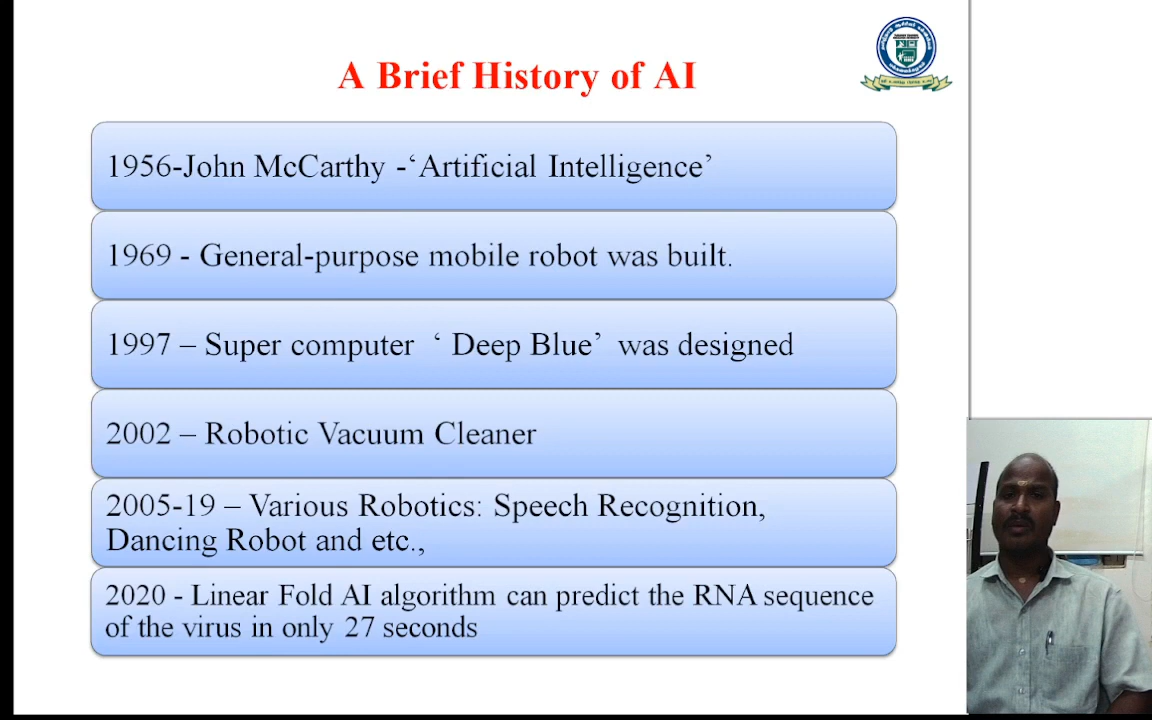 A Brief History of AI
1956-John McCarthy -‘Artificial Intelligence’
1969 - General-purpose mobile robot was built.
1997 – Super computer ‘ Deep Blue’ was designed
2002 – Robotic Vacuum Cleaner
2005-19 – Various Robotics: Speech Recognition,
Dancing Robot and etc.,
2020 - Linear Fold AI algorithm can predict the RNA sequence
of the virus in only 27 seconds